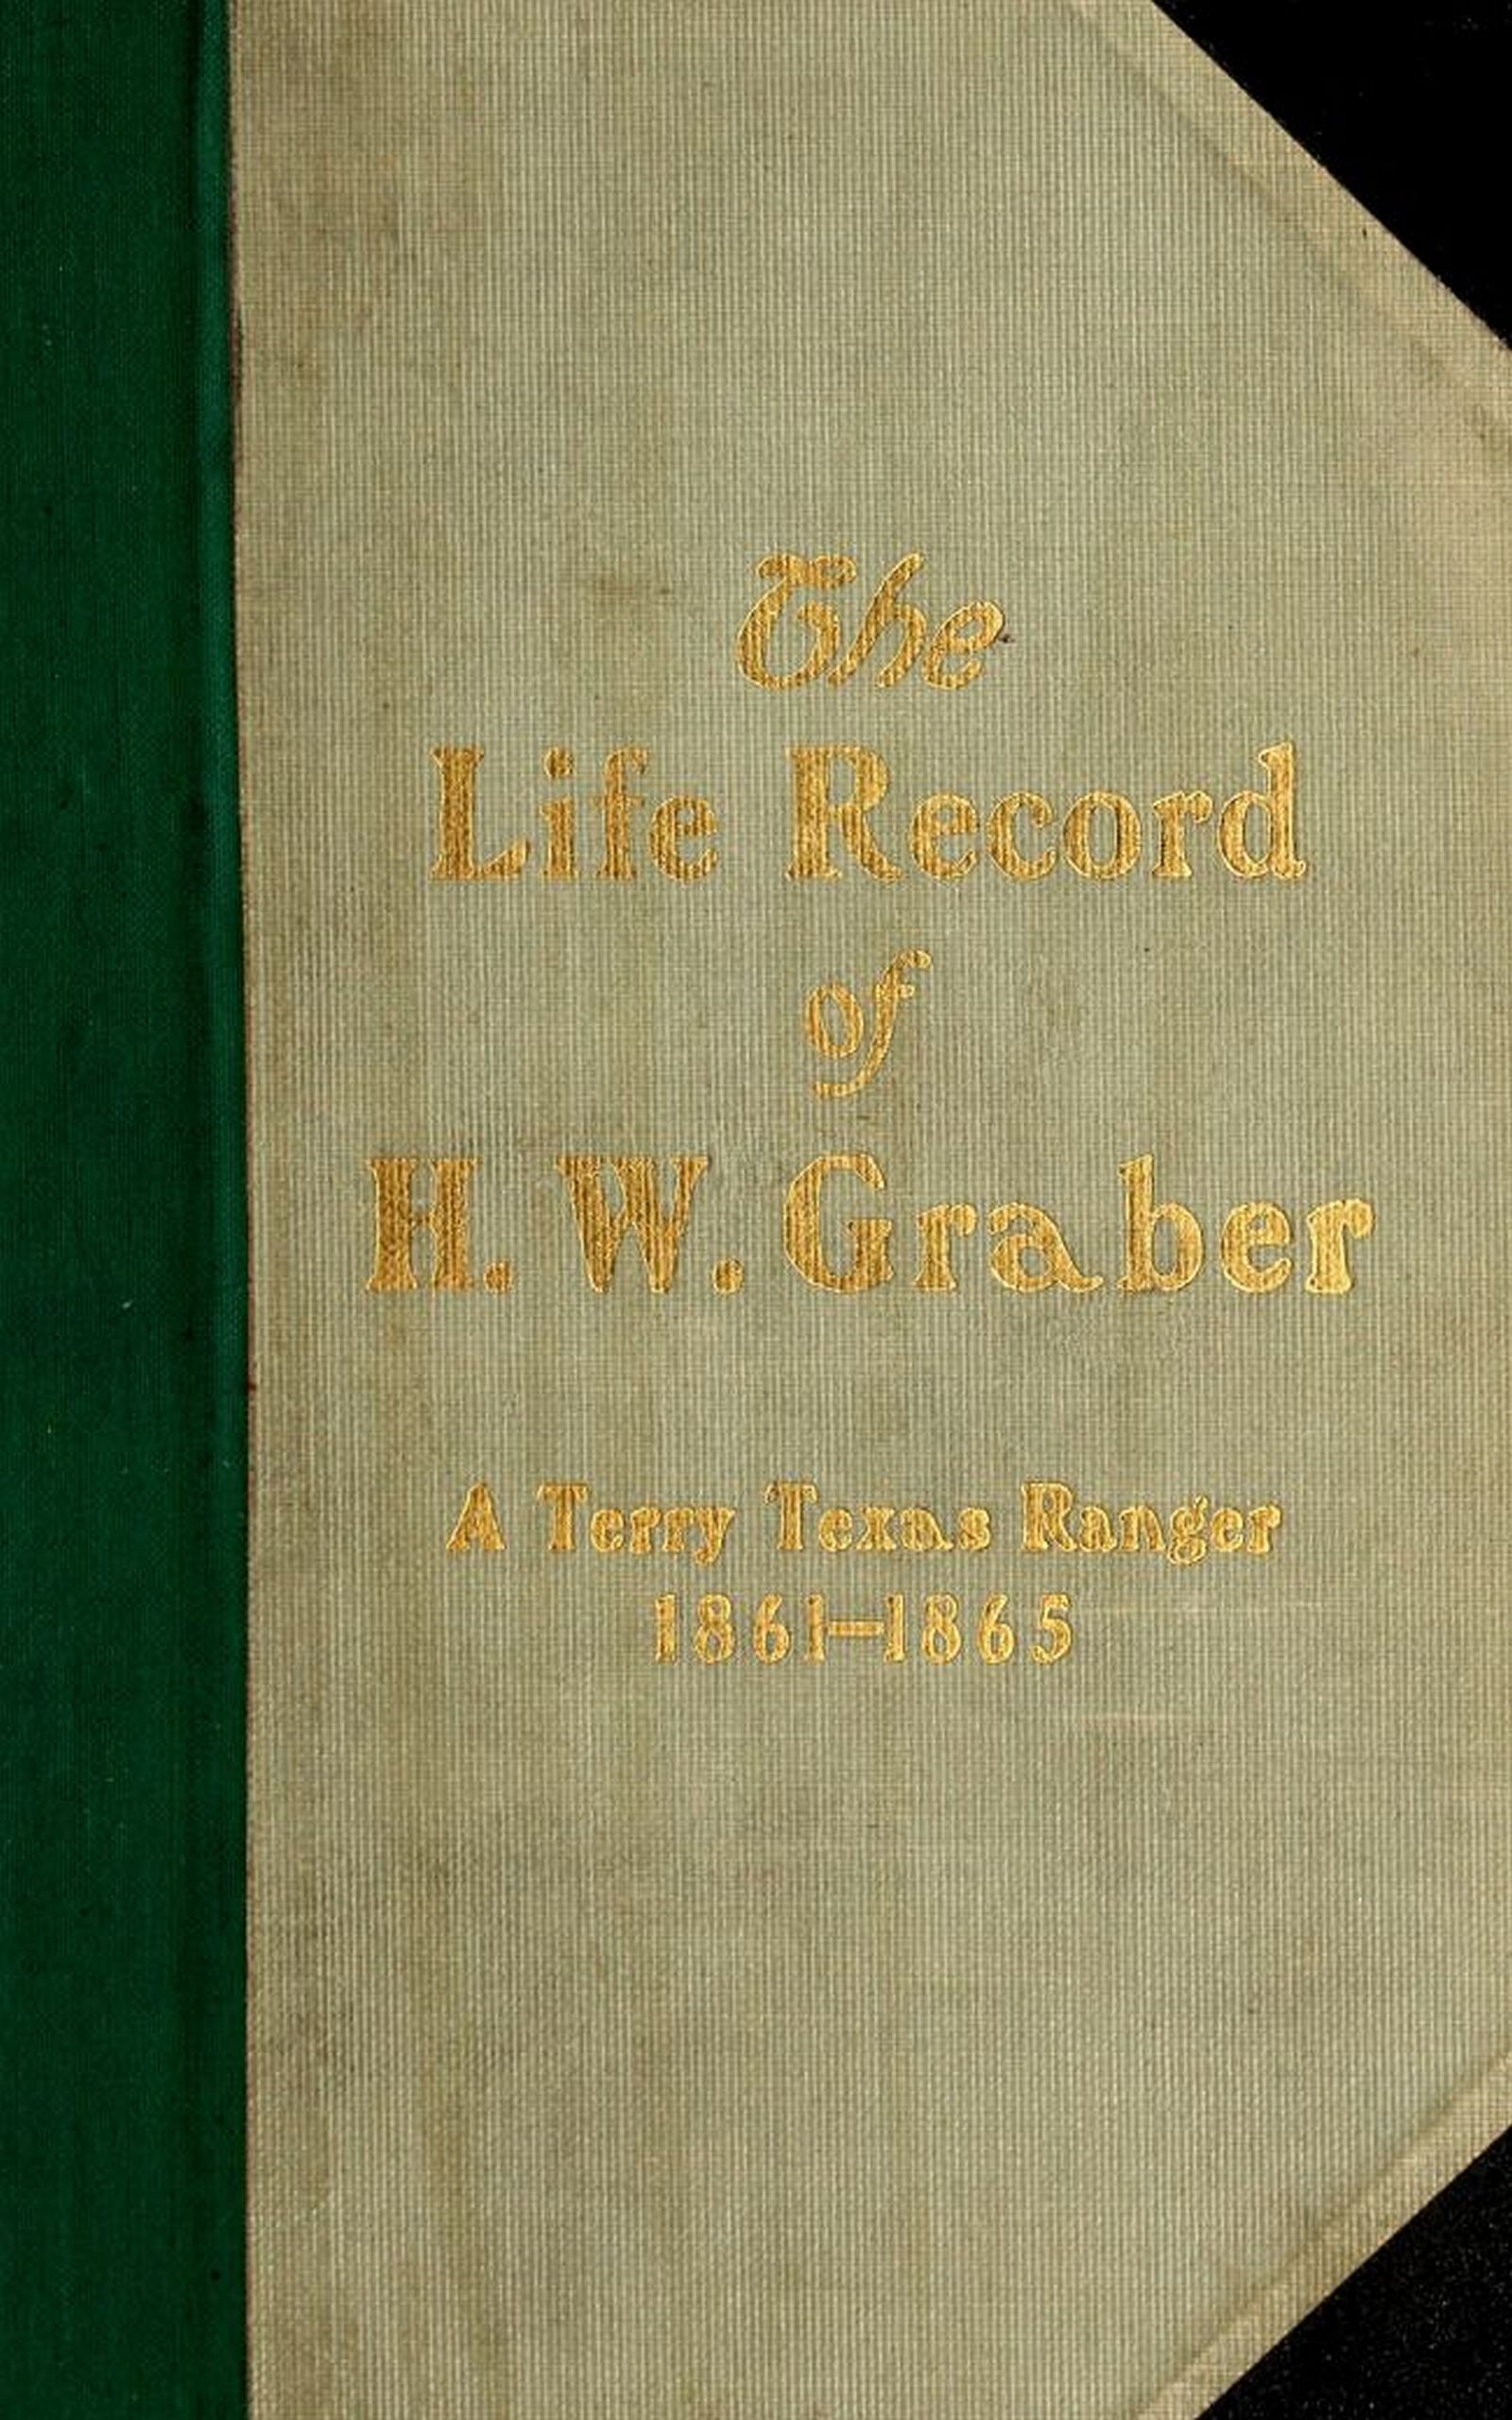 The
Life Record
of
H. W. Graber
A Terry Texas Ranger
1861–1865